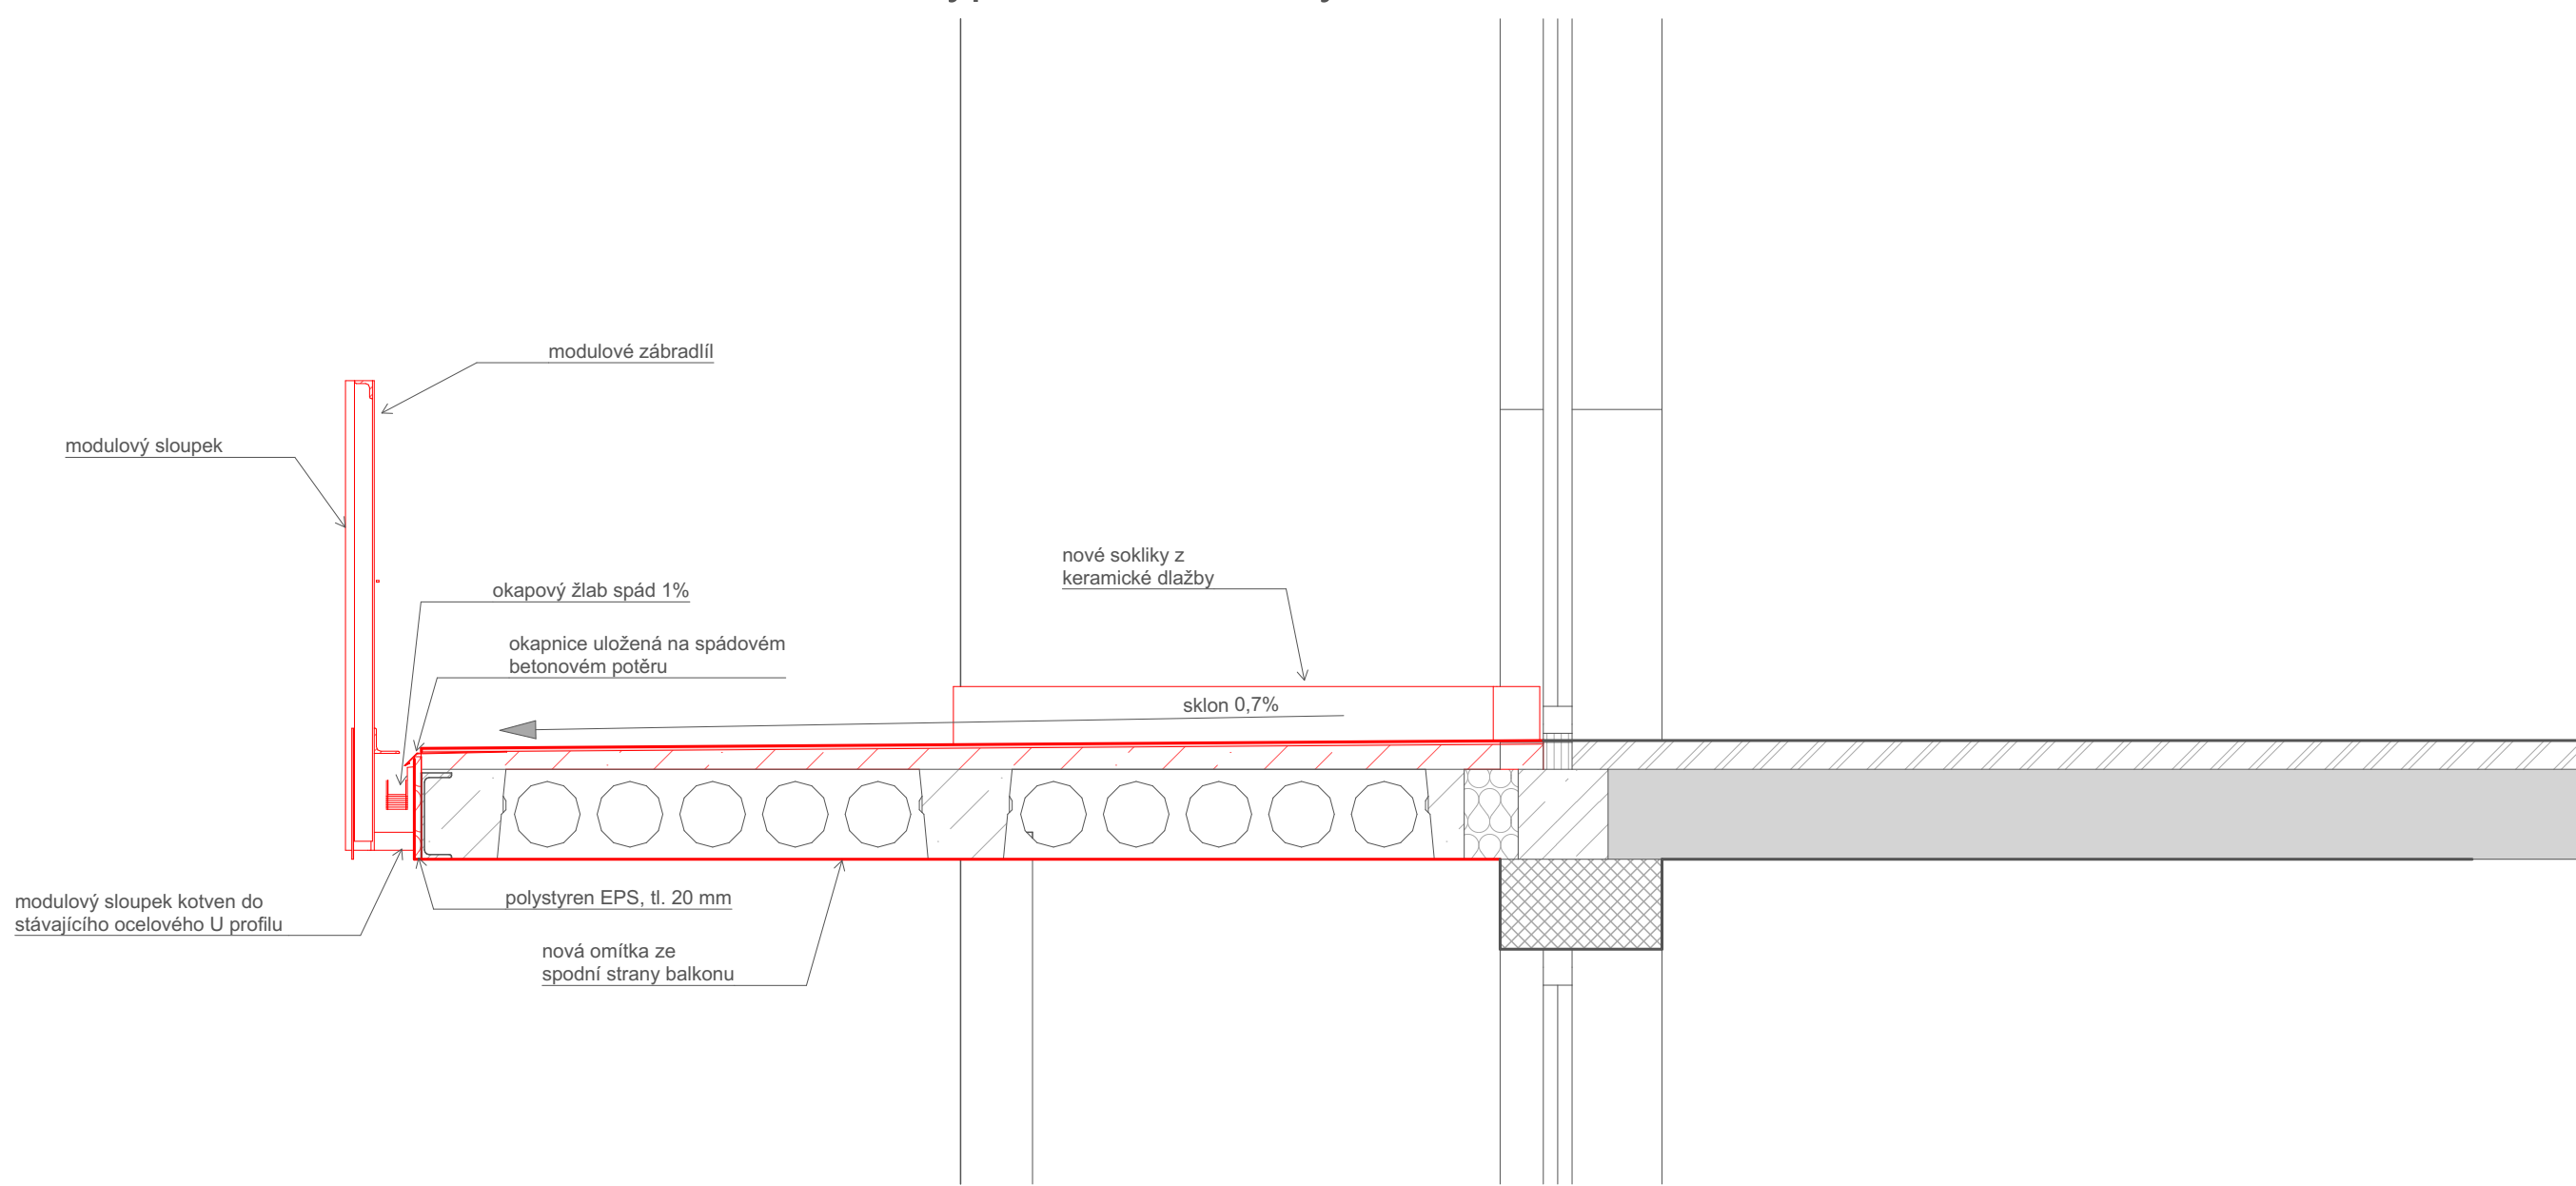 modulové zábradlíl
modulový sloupek
nové sokliky z
keramické dlažby
okapový žlab spád 1%
okapnice uložená na spádovém
betonovém potěru
sklon 0,7%
polystyren EPS, tl. 20 mm
modulový sloupek kotven do
stávajícího ocelového U profilu
nová omítka ze
spodní strany balkonu